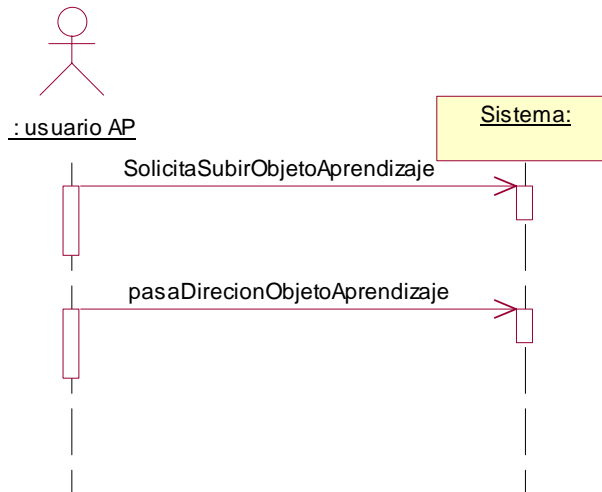 : usuario AP
Sistema:
SolicitaSubirObjetoAprendizaje
pasaDirecionObjetoAprendizaje